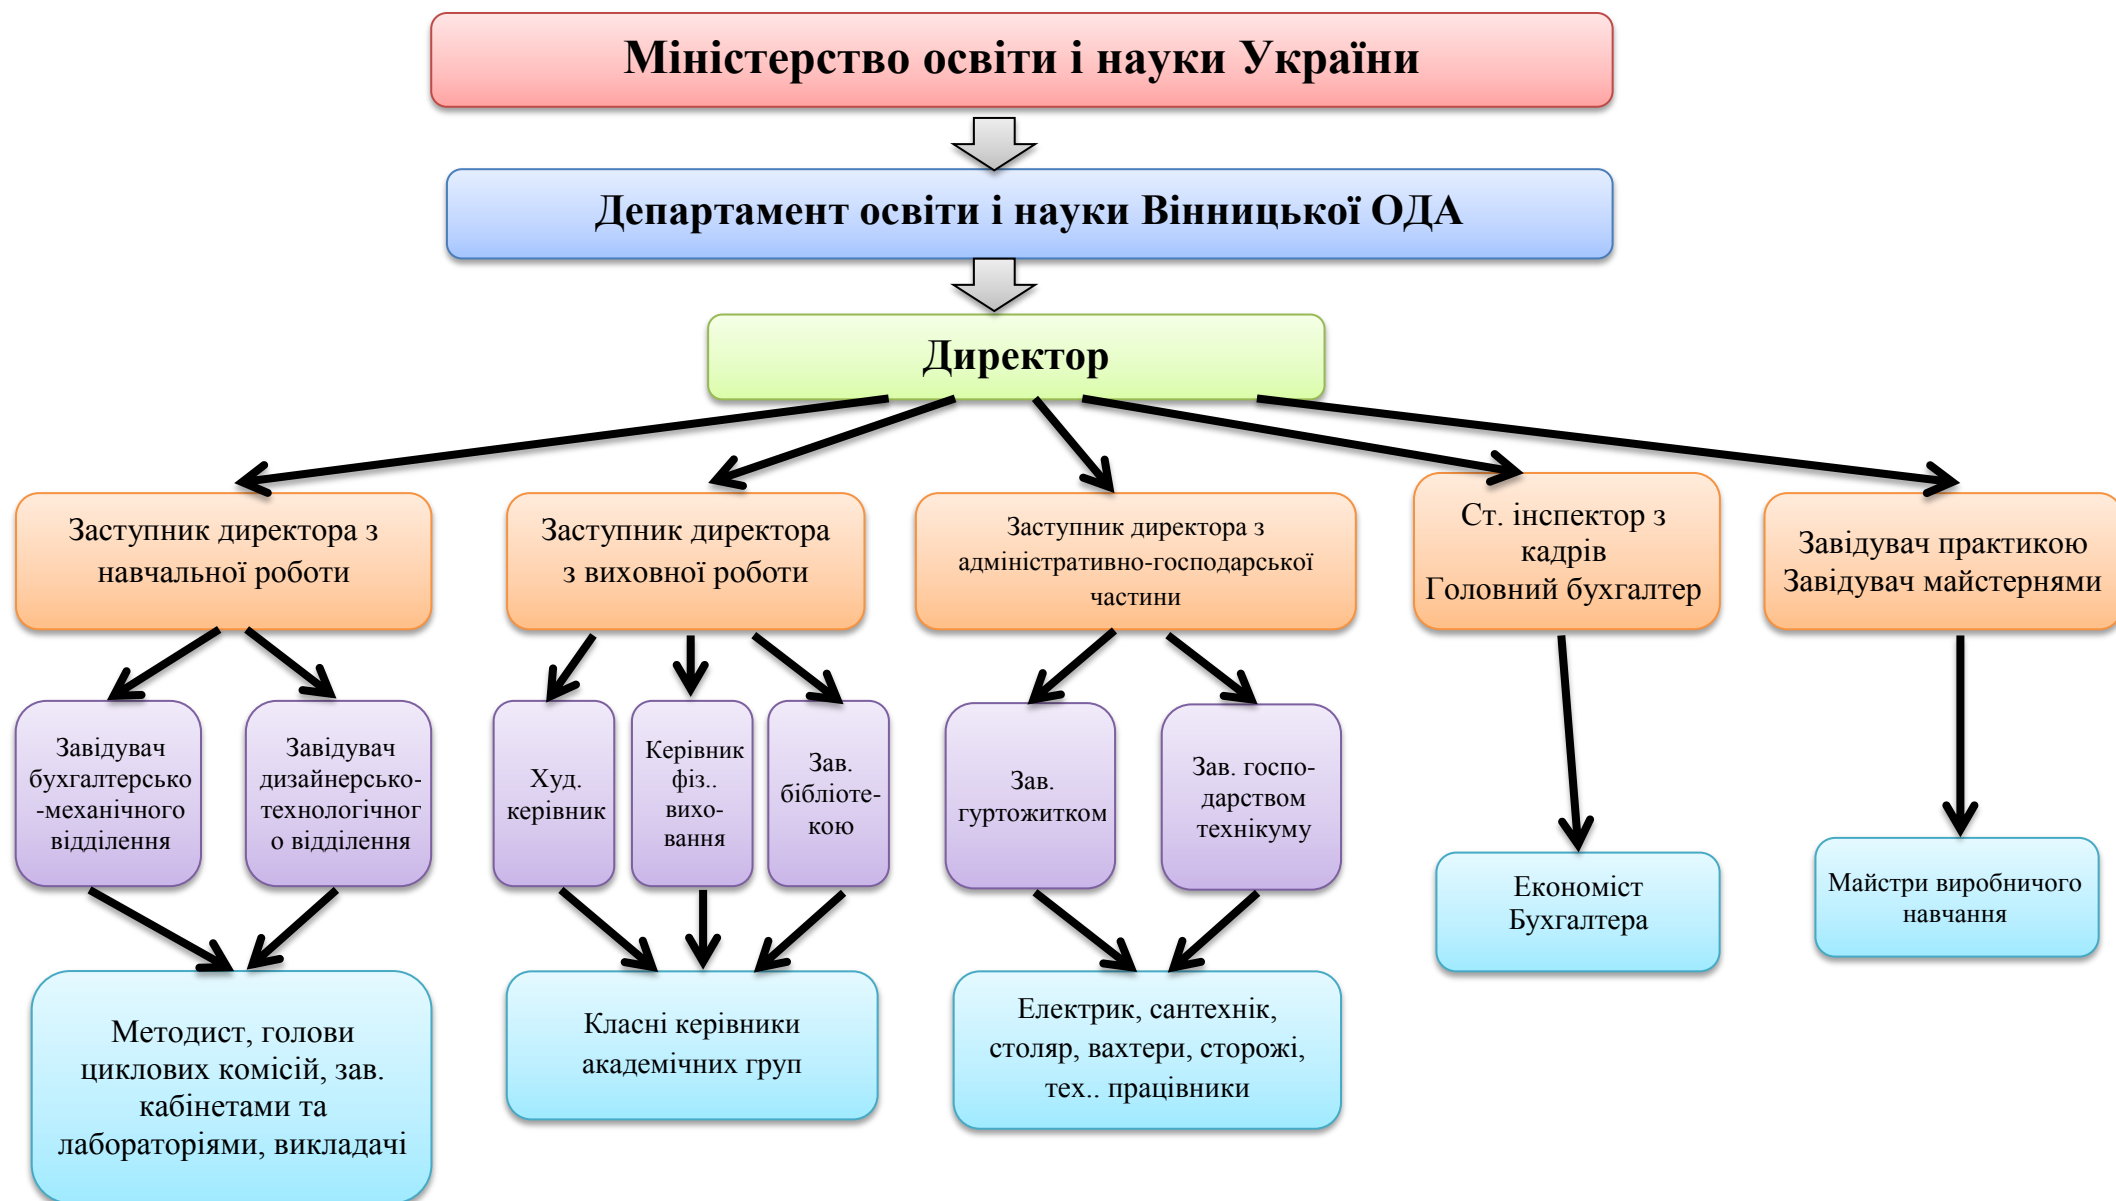 Міністерство освіти і науки України
Департамент освіти і науки Вінницької ОДА
Директор
Заступник директора з
навчальної роботи
Заступник директора
з виховної роботи
Заступник директора з
адміністративно-господарської
частини
Ст. інспектор з
кадрів
Головний бухгалтер
Завідувач практикою
Завідувач майстернями
Завідувач
бухгалтерсько
-механічного
відділення
Завідувач
дизайнерсько-
технологічног
о відділення
Худ.
керівник
Керівник
фіз..
вихо-
вання
Зав.
бібліоте-
кою
Зав.
гуртожитком
Зав. госпо-
дарством
технікуму
Економіст
Бухгалтера
Майстри виробничого
навчання
Методист, голови
циклових комісій, зав.
кабінетами та
лабораторіями, викладачі
Класні керівники
академічних груп
Електрик, сантехнік,
столяр, вахтери, сторожі,
тех.. працівники